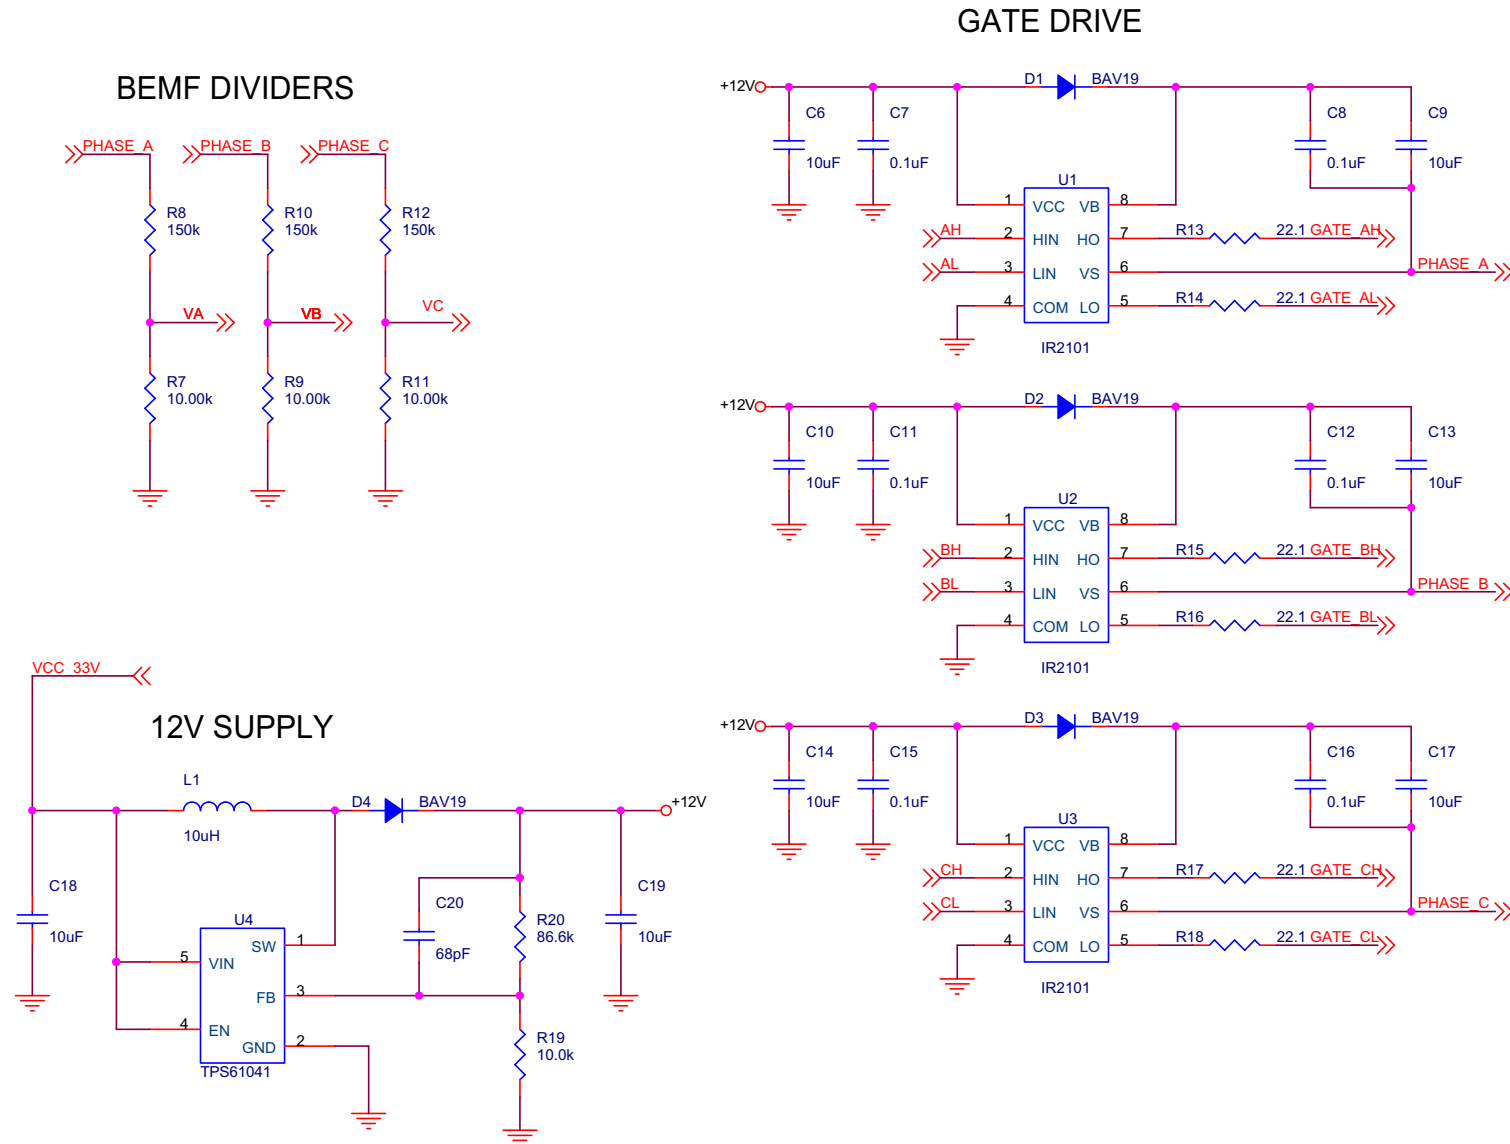 GATE DRIVE
BEMF DIVIDERS
PHASE_A
PHASE_B
PHASE_C
R8
150k
R10
150k
R12
150k
VA
VB
VC
R7
10.00k
R9
10.00k
R11
10.00k
+12V
D1
BAV19
C6
10uF
C7
0.1uF
C8
0.1uF
C9
10uF
U1
1 VCC VB 8
AH 2 HIN HO 7 R13 22.1 GATE_AH
AL 3 LIN VS 6 PHASE_A
4 COM LO 5 R14 22.1 GATE_AL
IR2101
+12V
D2
BAV19
C10
10uF
C11
0.1uF
C12
0.1uF
C13
10uF
U2
1 VCC VB 8
BH 2 HIN HO 7 R15 22.1 GATE_BH
BL 3 LIN VS 6 PHASE_B
4 COM LO 5 R16 22.1 GATE_BL
IR2101
+12V
D3
BAV19
C14
10uF
C15
0.1uF
C16
0.1uF
C17
10uF
U3
1 VCC VB 8
CH 2 HIN HO 7 R17 22.1 GATE_CH
CL 3 LIN VS 6 PHASE_C
4 COM LO 5 R18 22.1 GATE_CL
IR2101
VCC_33V
12V SUPPLY
L1
10uH
D4
BAV19
+12V
C18
10uF
C20
68pF
R20
86.6k
C19
10uF
U4
SW 1
5 VIN
FB 3
4 EN
GND 2
TPS61041
R19
10.0k